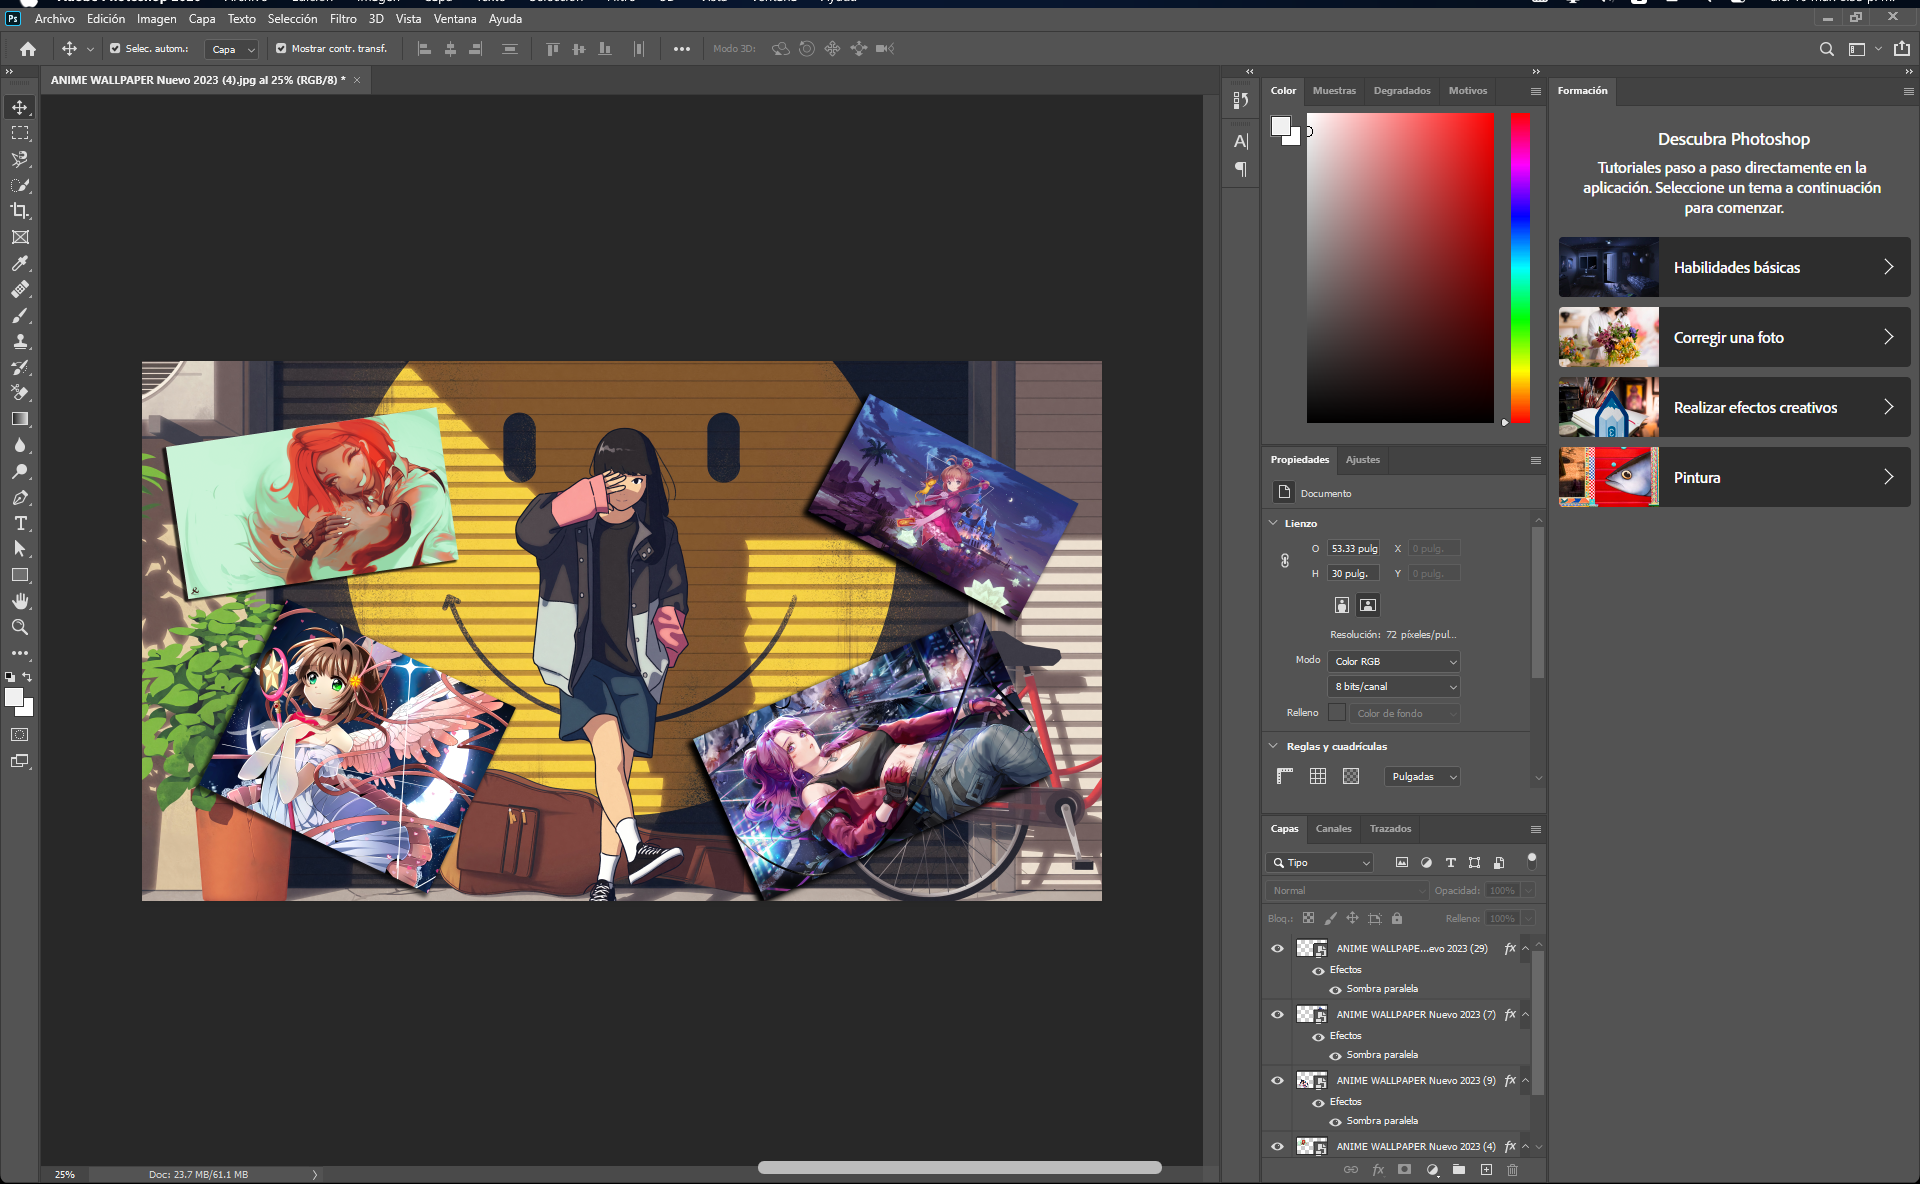 Archivo Edición Imagen Capa Texto Selección Filtro 3D Vista Ventana Ayuda
Selec. autom.: Capa Mostrar contr. transf. Modo 3D:
ANIME WALLPAPER Nuevo 2023 (4).jpg al 25% (RGB/8) *
Color Muestras Degradados Motivos
Formación
Descubra Photoshop
Tutoriales paso a paso directamente en la
aplicación. Seleccione un tema a continuación
para comenzar.
Habilidades básicas
Corregir una foto
Realizar efectos creativos
Pintura
Propiedades Ajustes
Documento
Lienzo
O 53.33 pulg X 0 pulg.
H 30 pulg. Y 0 pulg.
Resolución: 72 píxeles/pul...
Modo Color RGB
8 bits/canal
Relleno Color de fondo
Reglas y cuadrículas
Pulgadas
Capas Canales Trazados
Tipo
Normal Opacidad: 100%
Bloq.: Relleno: 100%
ANIME WALLPAPE...evo 2023 (29) fx
Efectos
Sombra paralela
ANIME WALLPAPER Nuevo 2023 (7) fx
Efectos
Sombra paralela
ANIME WALLPAPER Nuevo 2023 (9) fx
Efectos
Sombra paralela
ANIME WALLPAPER Nuevo 2023 (4) fx
fx
25% Doc: 23.7 MB/61.1 MB